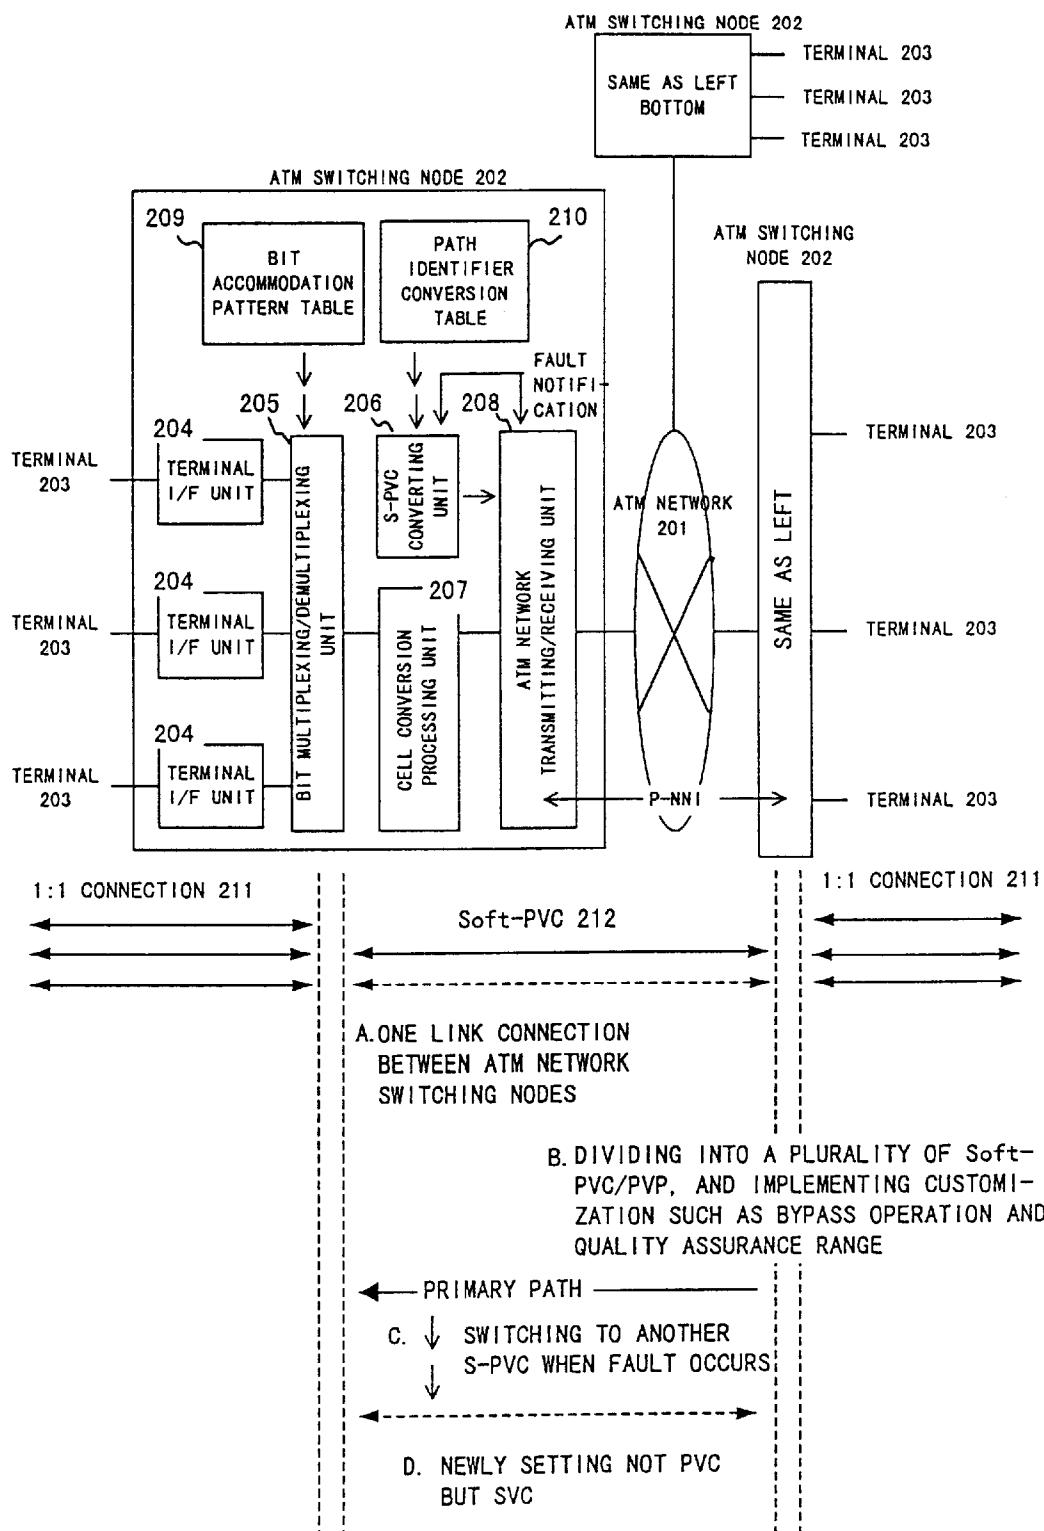 ATM SWITCHING NODE 202
SAME AS LEFT
BOTTOM
TERMINAL 203
TERMINAL 203
TERMINAL 203
ATM SWITCHING NODE 202
209
BIT
ACCOMMODATION
PATTERN TABLE
210
PATH
IDENTIFIER
CONVERSION
TABLE
ATM SWITCHING
NODE 202
FAULT
NOTIFI-
CATION
205
206
208
204
TERMINAL
I/F UNIT
TERMINAL
203
204
TERMINAL
I/F UNIT
TERMINAL
203
204
TERMINAL
I/F UNIT
TERMINAL
203
BIT MULTIPLEXING/DEMULTIPLEXING
UNIT
S-PVC
CONVERTING
UNIT
207
CELL CONVERSION
PROCESSING UNIT
ATM NETWORK
TRANSMITTING/RECEIVING UNIT
ATM NETWORK
201
P-NNI
SAME AS LEFT
TERMINAL 203
TERMINAL 203
TERMINAL 203
1:1 CONNECTION 211
Soft-PVC 212
1:1 CONNECTION 211
A. ONE LINK CONNECTION
BETWEEN ATM NETWORK
SWITCHING NODES
B. DIVIDING INTO A PLURALITY OF Soft-
PVC/PVP, AND IMPLEMENTING CUSTOMI-
ZATION SUCH AS BYPASS OPERATION AND
QUALITY ASSURANCE RANGE
PRIMARY PATH
C. SWITCHING TO ANOTHER
S-PVC WHEN FAULT OCCURS
D. NEWLY SETTING NOT PVC
BUT SVC